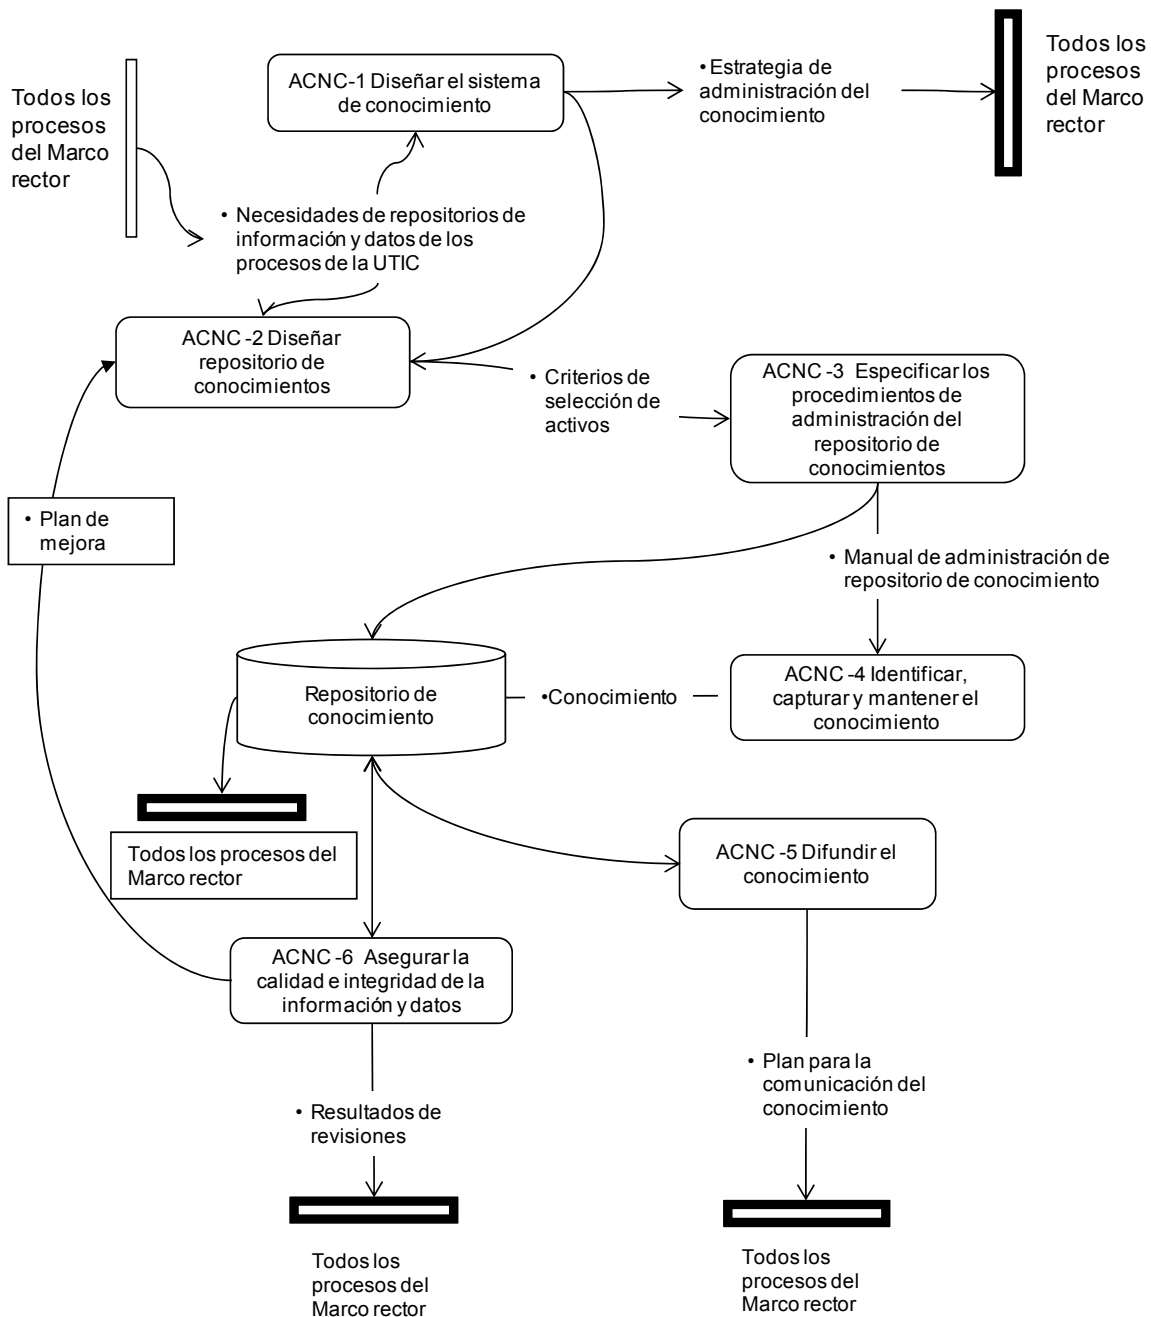 Todos los
procesos
del Marco
rector
ACNC-1 Diseñar el sistema
de conocimiento
• Estrategia de
administración del
conocimiento
Todos los
procesos
del Marco
rector
• Necesidades de repositorios de
información y datos de los
procesos de la UTIC
ACNC -2 Diseñar
repositorio de
conocimientos
• Criterios de
selección de
activos
ACNC -3 Especificar los
procedimientos de
administración del
repositorio de
conocimientos
• Plan de
mejora
• Manual de administración de
repositorio de conocimiento
Repositorio de
conocimiento
•Conocimiento
ACNC -4 Identificar,
capturar y mantener el
conocimiento
Todos los procesos del
Marco rector
ACNC -5 Difundir el
conocimiento
ACNC -6 Asegurar la
calidad e integridad de la
información y datos
• Plan para la
comunicación del
conocimiento
• Resultados de
revisiones
Todos los
procesos del
Marco rector
Todos los
procesos del
Marco rector